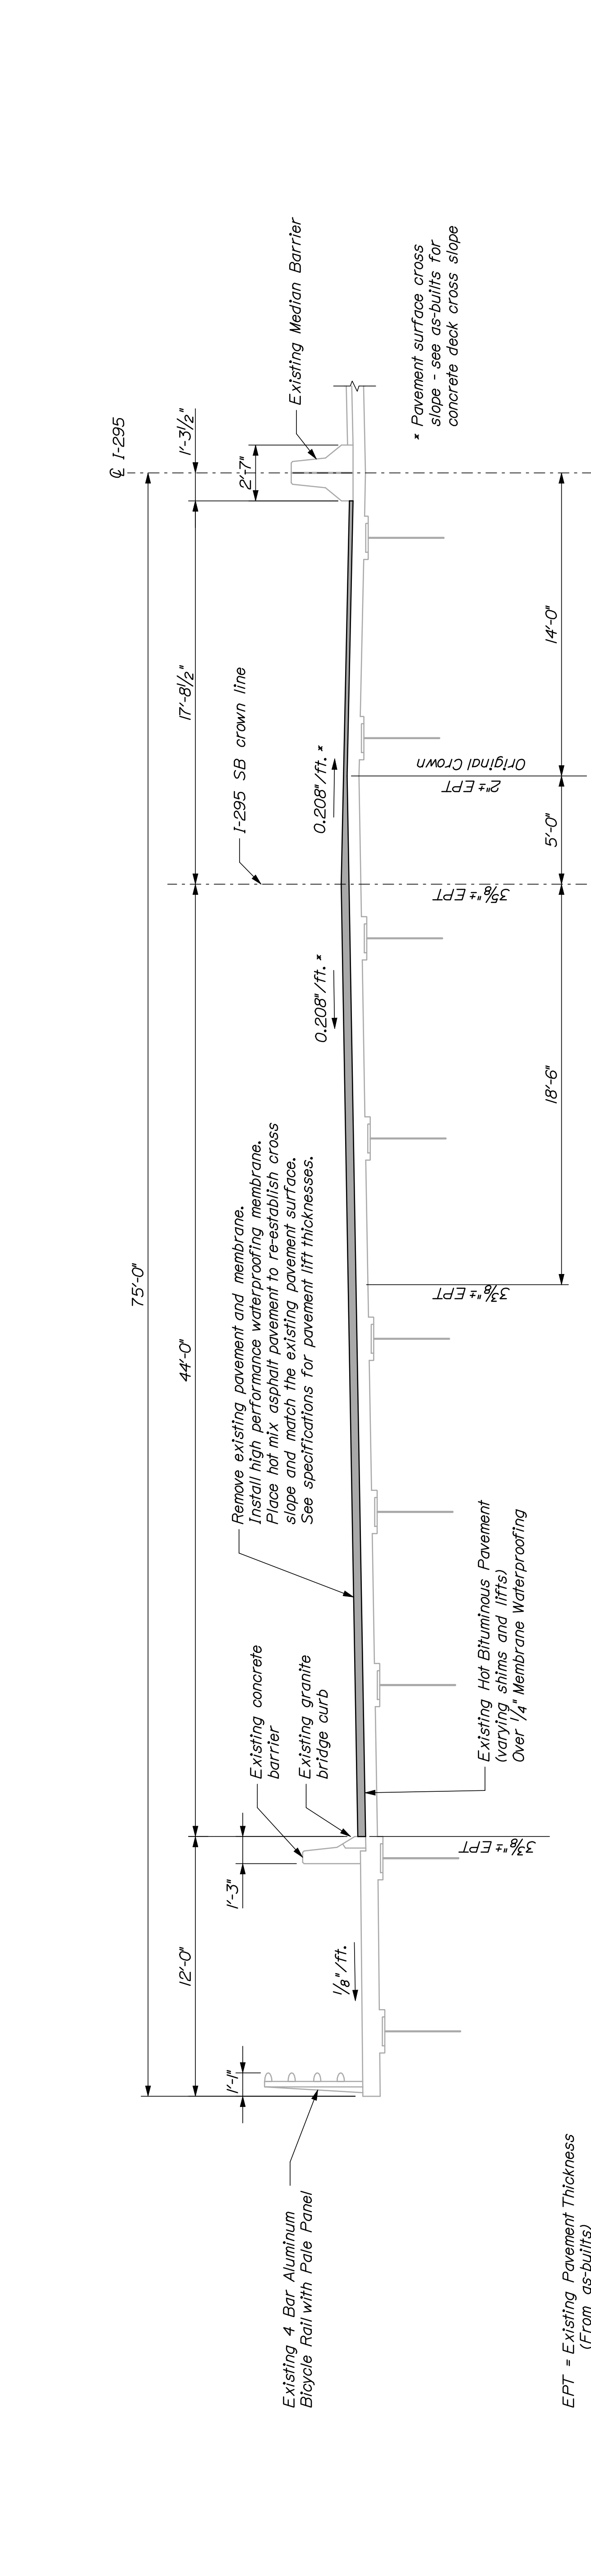 ℄ I-295
75'-0"
12'-0"
44'-0"
17'-8½"
1'-3½"
1'-1"
1'-3"
2'-7"
I-295 SB crown line
Existing Median Barrier
Existing 4 Bar Aluminum
Bicycle Rail with Pale Panel
Existing concrete
barrier
Existing granite
bridge curb
Remove existing pavement and membrane.
Install high performance waterproofing membrane.
Place hot mix asphalt pavement to re-establish cross
slope and match the existing pavement surface.
See specifications for pavement lift thicknesses.
1/8"/ft.
0.208"/ft. *
0.208"/ft. *
* Pavement surface cross
slope - see as-builts for
concrete deck cross slope
3⅜"± EPT
3⅜"± EPT
3⅝"± EPT
2"± EPT
Original Crown
Existing Hot Bituminous Pavement
(varying shims and lifts)
Over 1/4" Membrane Waterproofing
18'-6"
5'-0"
14'-0"
EPT = Existing Pavement Thickness
(From as-builts)